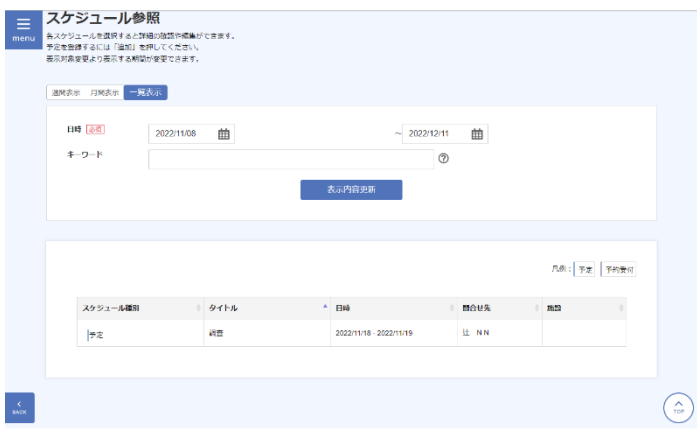 スケジュール参照
menu
各スケジュールを選択すると詳細の確認や編集ができます。
予定を登録するには「追加」を押してください。
表示対象変更より表示する期間が変更できます。
週間表示 月間表示 一覧表示
日時 必須 2022/11/08 ~ 2022/12/11
キーワード
表示内容更新
凡例： 予定 予約受付
スケジュール種別 タイトル 日時 問合せ先 施設
予定 調査 2022/11/18 - 2022/11/19 辻 NN
BACK
TOP